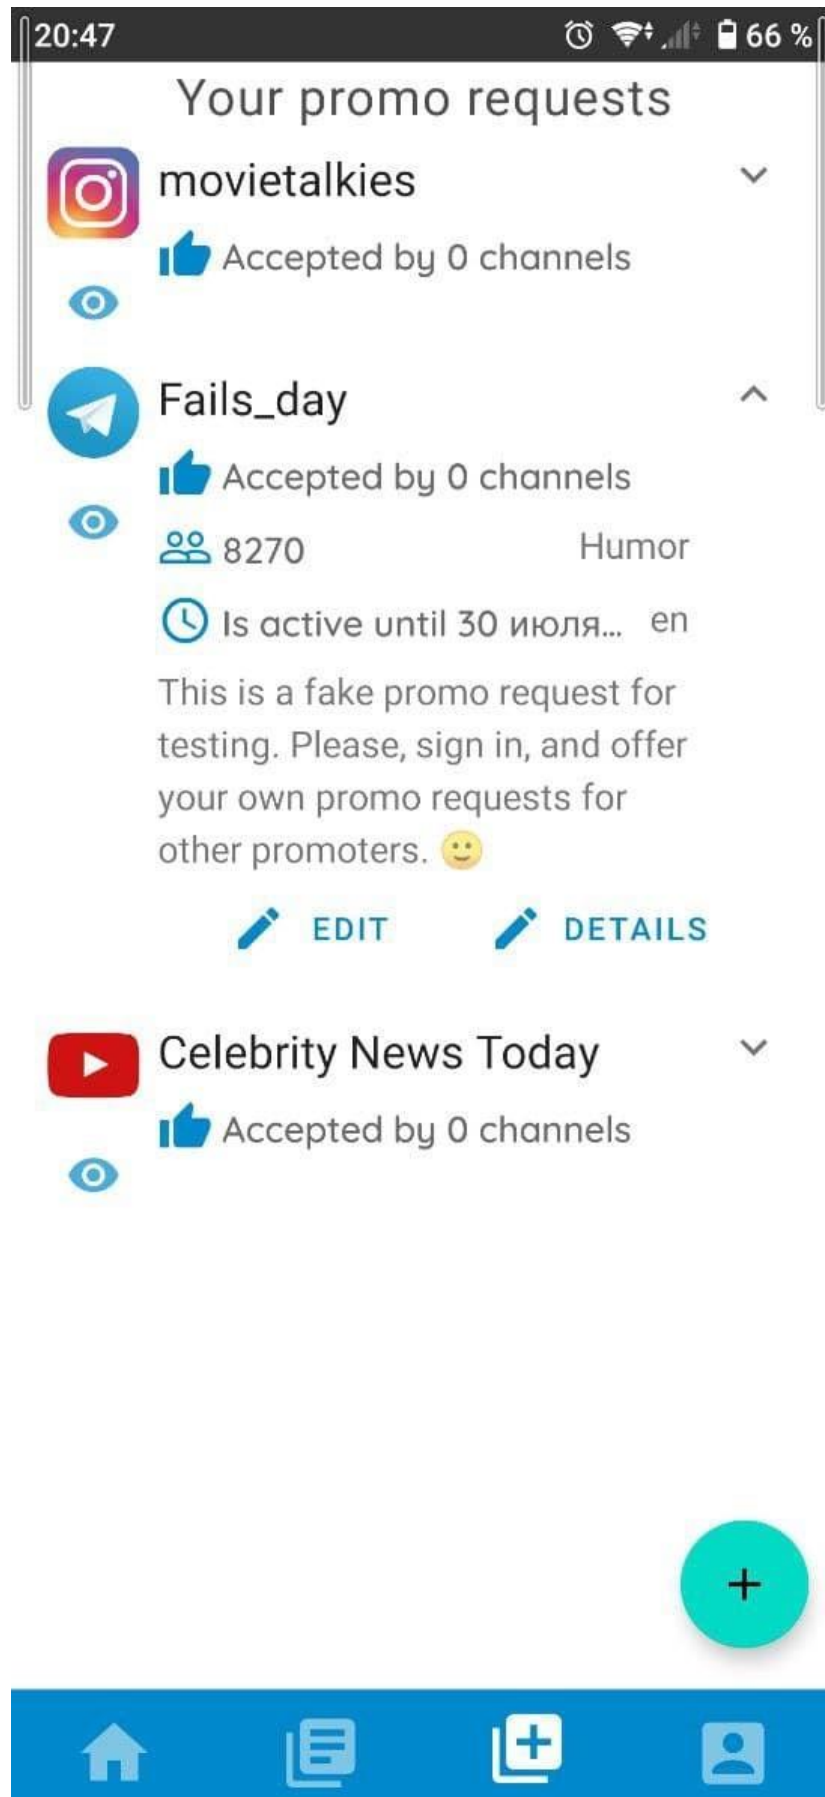 20:47
66 %
Your promo requests
movietalkies
Accepted by 0 channels
Fails_day
Accepted by 0 channels
8270
Humor
Is active until 30 июля...
en
This is a fake promo request for
testing. Please, sign in, and offer
your own promo requests for
other promoters. 🙂
EDIT
DETAILS
Celebrity News Today
Accepted by 0 channels